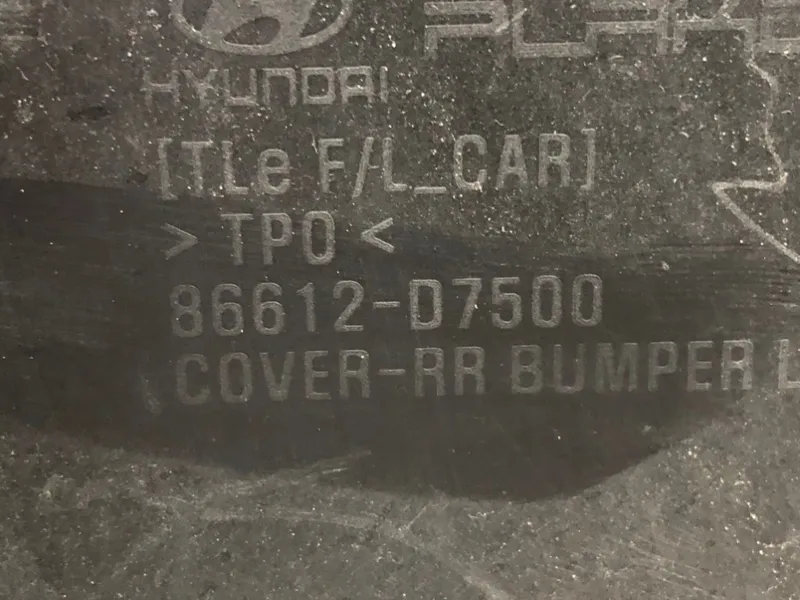 HYUNDAI
[TLe F/L_CAR]
> TPO <
86612-D7500
COVER-RR BUMPER L